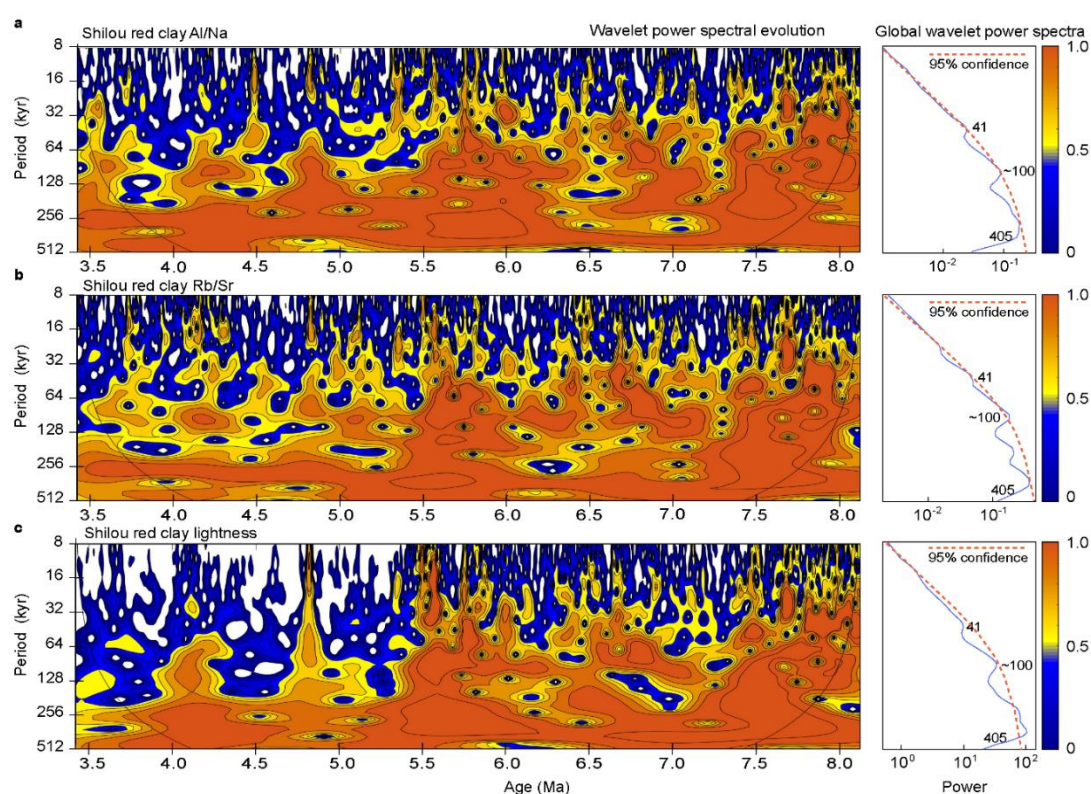 a
Shilou red clay Al/Na
Wavelet power spectral evolution
Global wavelet power spectra
Period (kyr)
8
16
32
64
128
256
512
3.5 4.0 4.5 5.0 5.5 6.0 6.5 7.0 7.5 8.0
95% confidence
41
~100
405
10-2 10-1
1.0
0.5
0
b
Shilou red clay Rb/Sr
Period (kyr)
8
16
32
64
128
256
512
3.5 4.0 4.5 5.0 5.5 6.0 6.5 7.0 7.5 8.0
95% confidence
41
~100
405
10-2 10-1
1.0
0.5
0
c
Shilou red clay lightness
Period (kyr)
8
16
32
64
128
256
512
3.5 4.0 4.5 5.0 5.5 6.0 6.5 7.0 7.5 8.0
Age (Ma)
95% confidence
41
~100
405
100 101 102
Power
1.0
0.5
0